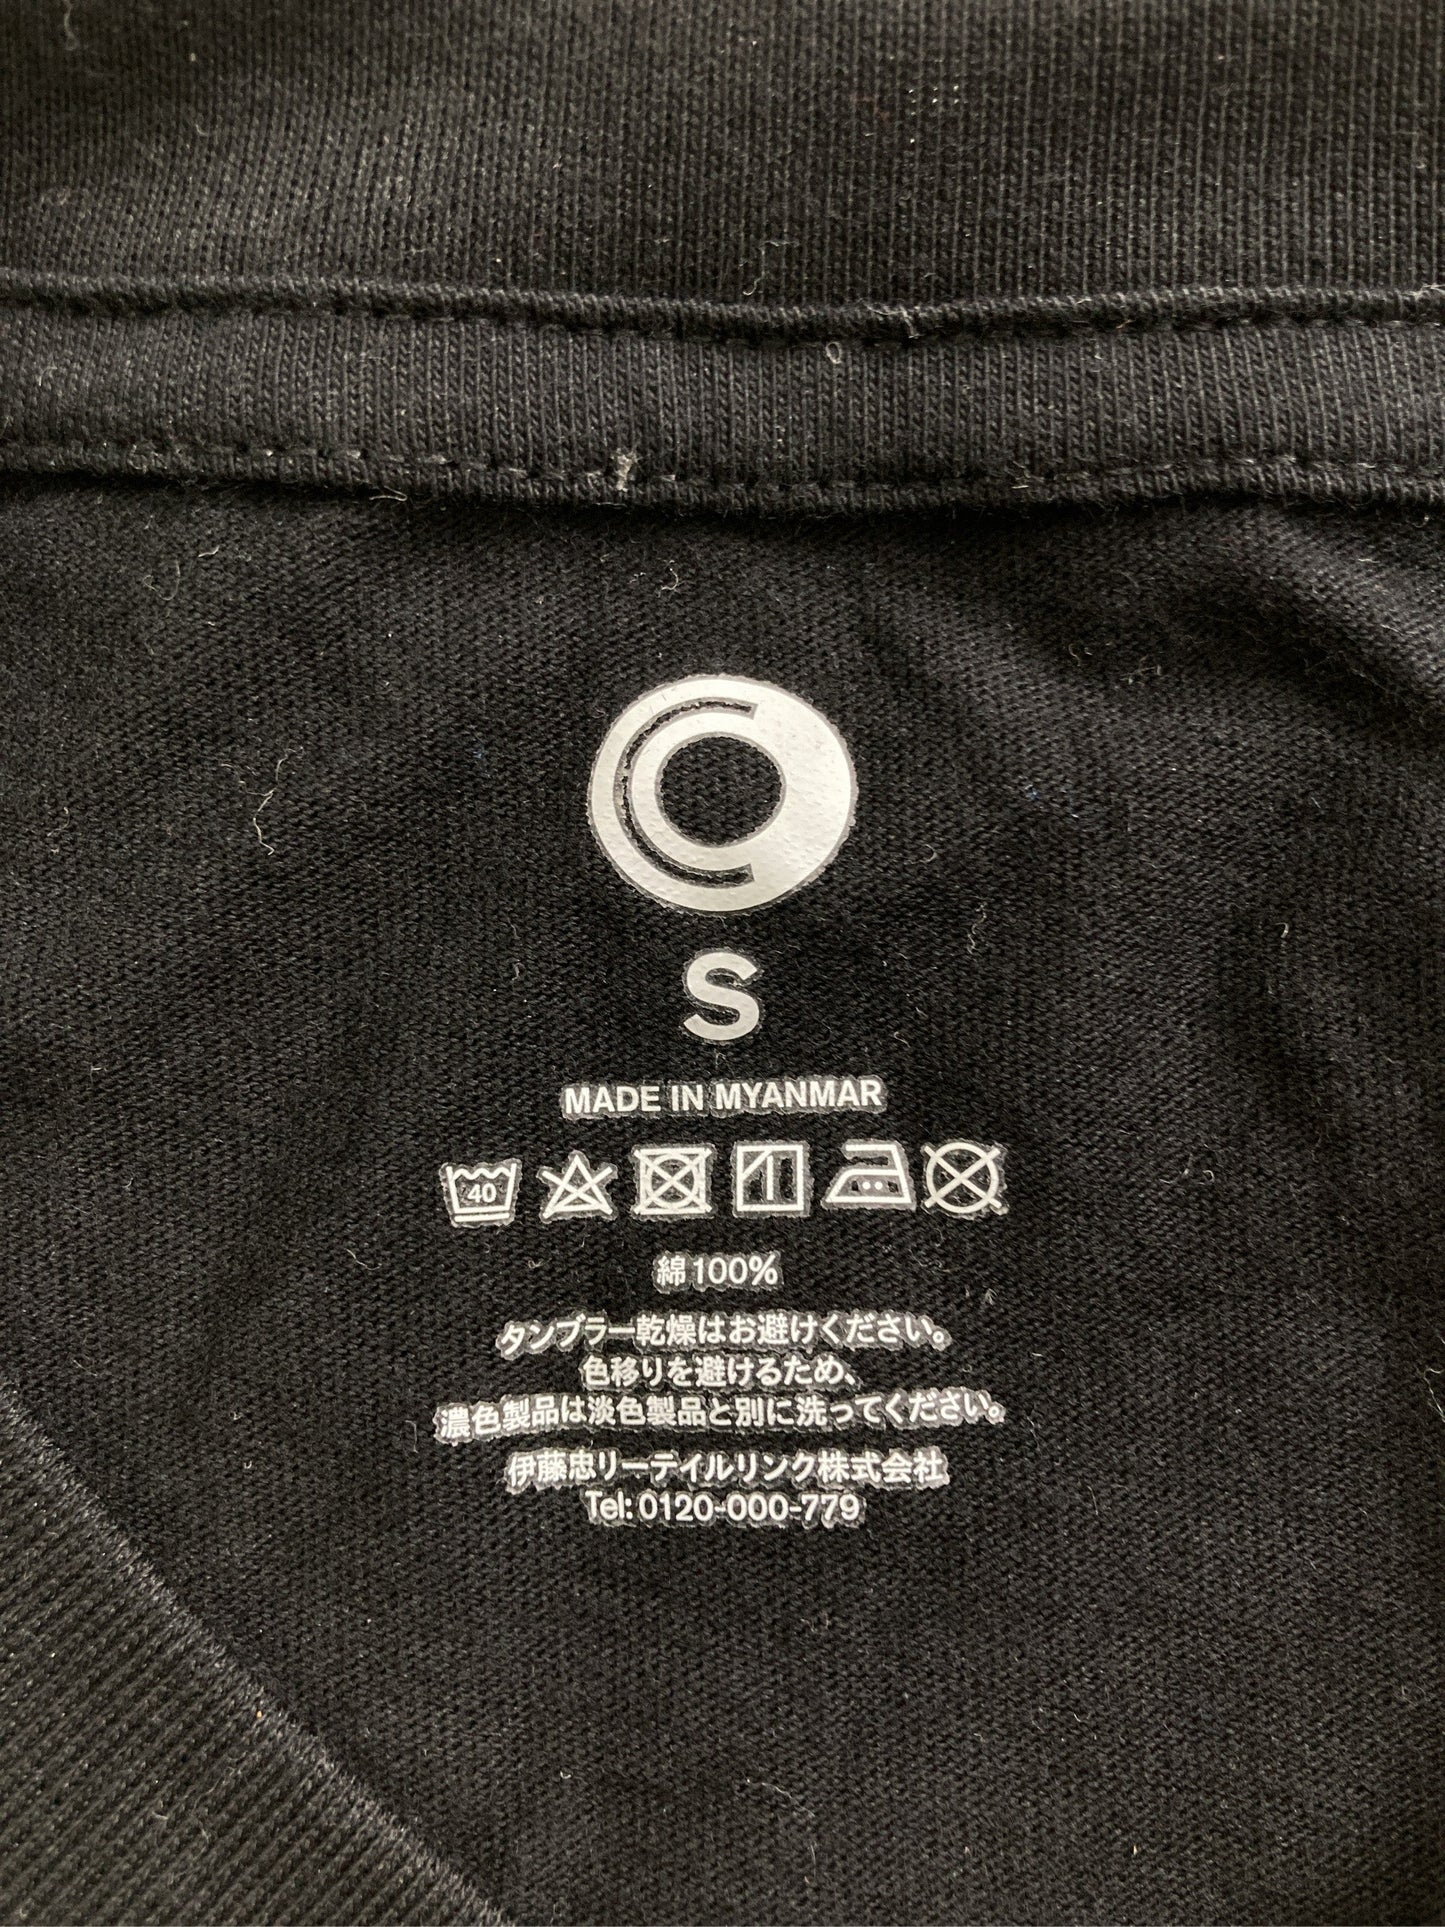 S
MADE IN MYANMAR
40
綿100%
タンブラー乾燥はお避けください。
色移りを避けるため、
濃色製品は淡色製品と別に洗ってください。
伊藤忠リーテイルリンク株式会社
Tel: 0120-000-779